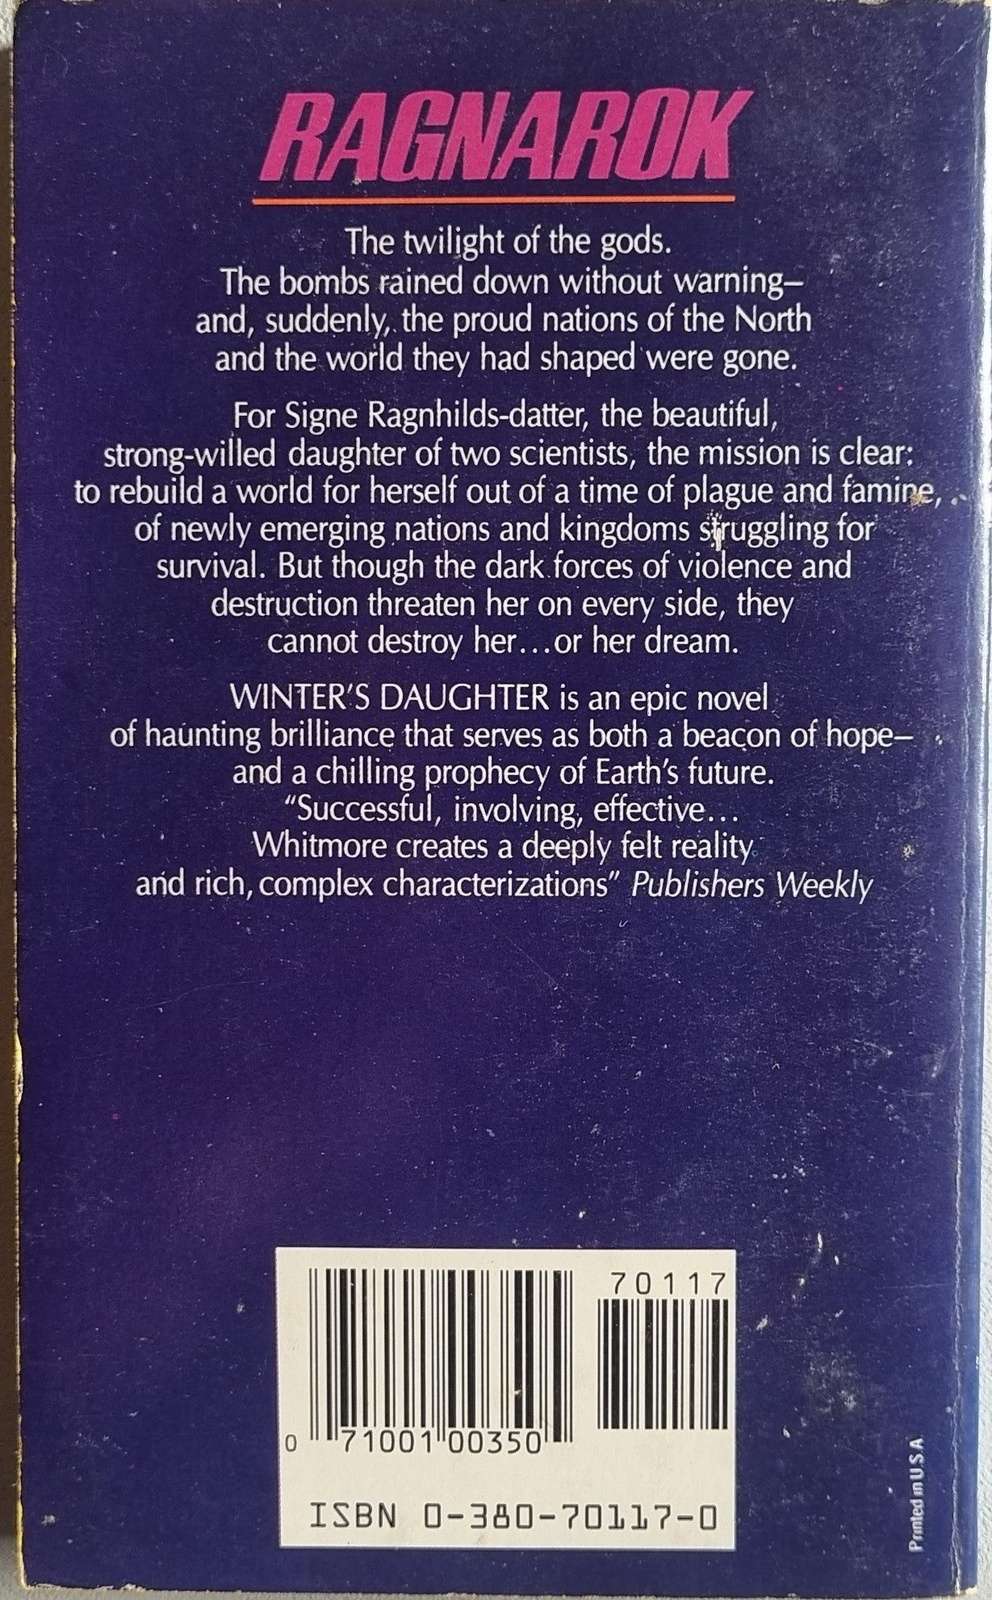 RAGNAROK
The twilight of the gods.
The bombs rained down without warning—
and, suddenly, the proud nations of the North
and the world they had shaped were gone.
For Signe Ragnhilds-datter, the beautiful,
strong-willed daughter of two scientists, the mission is clear:
to rebuild a world for herself out of a time of plague and famine,
of newly emerging nations and kingdoms struggling for
survival. But though the dark forces of violence and
destruction threaten her on every side, they
cannot destroy her...or her dream.
WINTER'S DAUGHTER is an epic novel
of haunting brilliance that serves as both a beacon of hope—
and a chilling prophecy of Earth's future.
"Successful, involving, effective...
Whitmore creates a deeply felt reality
and rich, complex characterizations" Publishers Weekly
70117
0 71001 00350
ISBN 0-380-70117-0
Printed in U S A